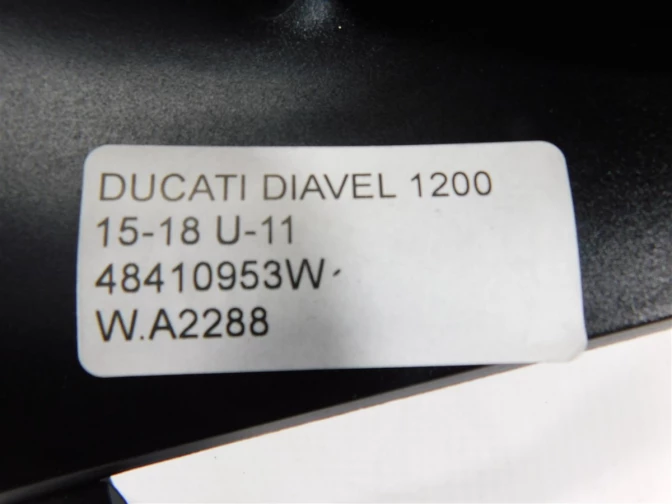 DUCATI DIAVEL 1200
15-18 U-11
48410953W
W.A2288